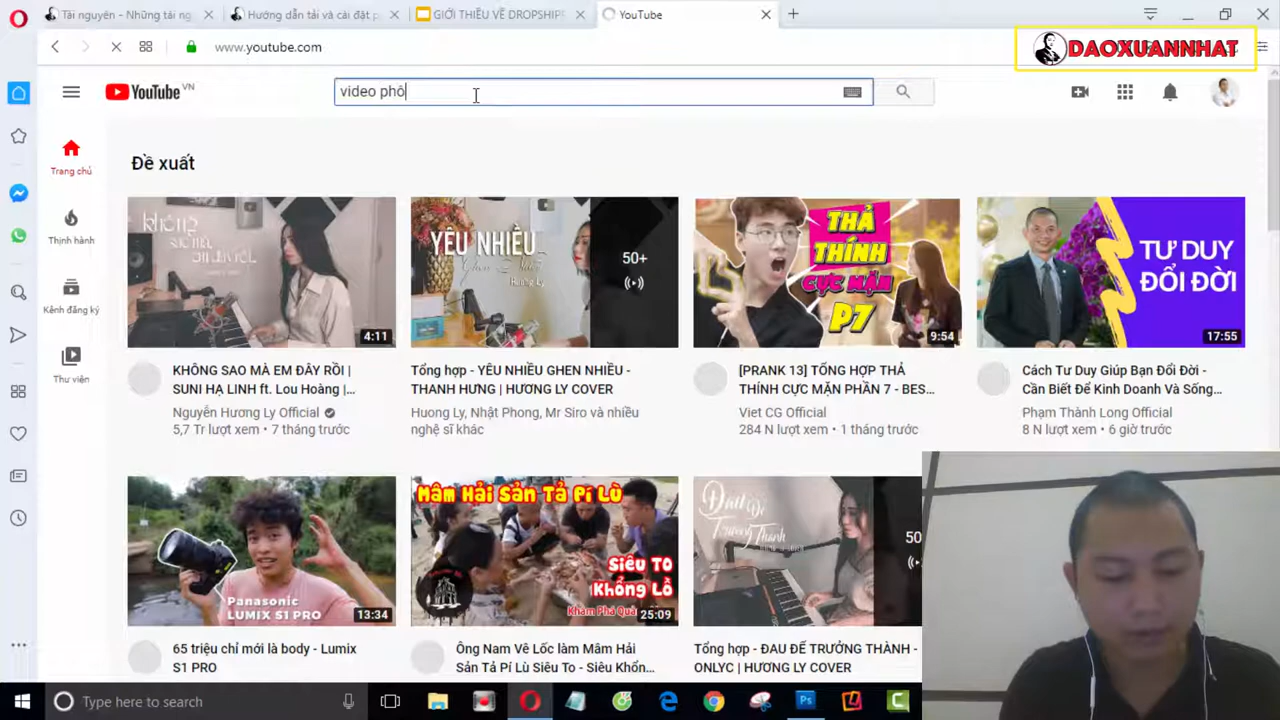 Tài nguyên - Những tài ng
Hướng dẫn tải và cài đặt p
GIỚI THIỆU VỀ DROPSHIP
YouTube
www.youtube.com
DAOXUANNHAT
YouTube VN
video phô
Trang chủ
Thịnh hành
Kênh đăng ký
Thư viện
Đề xuất
4:11
YÊU NHIỀU
Ghen Nhiều
Hương Ly
50+
THẢ
THÍNH
CỰC MẶN
P7
9:54
TƯ DUY
ĐỔI ĐỜI
17:55
KHÔNG SAO MÀ EM ĐÂY RỒI |
SUNI HẠ LINH ft. Lou Hoàng |...
Nguyễn Hương Ly Official
5,7 Tr lượt xem • 7 tháng trước
Tổng hợp - YÊU NHIỀU GHEN NHIỀU -
THANH HƯNG | HƯƠNG LY COVER
Huong Ly, Nhật Phong, Mr Siro và nhiều
nghệ sĩ khác
[PRANK 13] TỔNG HỢP THẢ
THÍNH CỰC MẶN PHẦN 7 - BES...
Viet CG Official
284 N lượt xem • 1 tháng trước
Cách Tư Duy Giúp Bạn Đổi Đời -
Cần Biết Để Kinh Doanh Và Sống...
Phạm Thành Long Official
8 N lượt xem • 6 giờ trước
Panasonic
LUMIX S1 PRO
13:34
Mâm Hải Sản Tả Pí Lù
Siêu To
Khổng Lồ
25:09
50
65 triệu chỉ mới là body - Lumix
S1 PRO
Ông Nam Vê Lốc làm Mâm Hải
Sản Tả Pí Lù Siêu To - Siêu Khổn...
Tổng hợp - ĐAU ĐỂ TRƯỞNG THÀNH -
ONLYC | HƯƠNG LY COVER
Type here to search